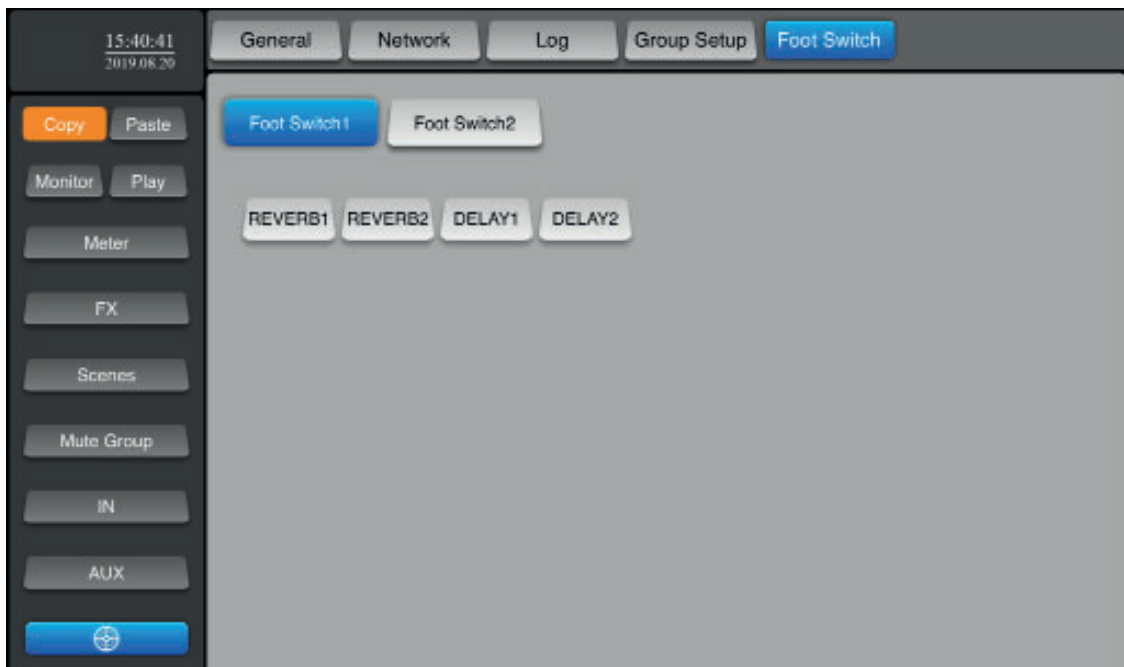 15:40:41
2019.08.20
General Network Log Group Setup Foot Switch
Copy Paste
Foot Switch1 Foot Switch2
Monitor Play
REVERB1 REVERB2 DELAY1 DELAY2
Meter
FX
Scenes
Mute Group
IN
AUX